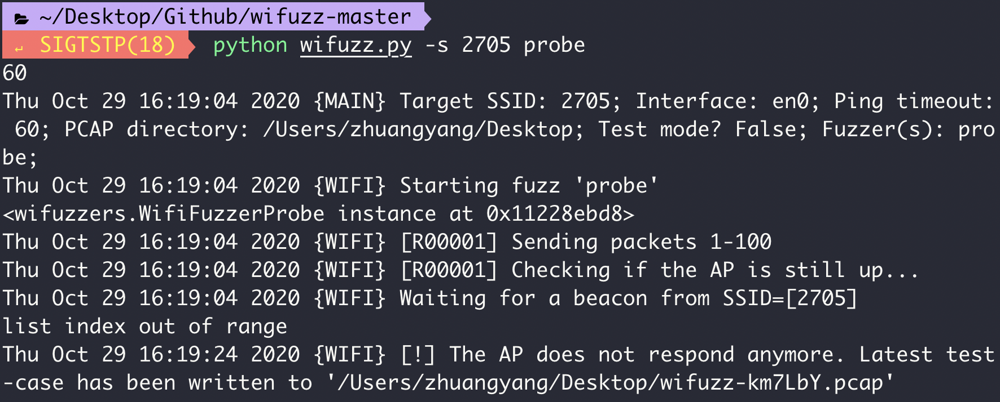 ~/Desktop/Github/wifuzz-master
↵ SIGTSTP(18) python wifuzz.py -s 2705 probe
60
Thu Oct 29 16:19:04 2020 {MAIN} Target SSID: 2705; Interface: en0; Ping timeout:
60; PCAP directory: /Users/zhuangyang/Desktop; Test mode? False; Fuzzer(s): pro
be;
Thu Oct 29 16:19:04 2020 {WIFI} Starting fuzz 'probe'
<wifuzzers.WifiFuzzerProbe instance at 0x11228ebd8>
Thu Oct 29 16:19:04 2020 {WIFI} [R00001] Sending packets 1-100
Thu Oct 29 16:19:04 2020 {WIFI} [R00001] Checking if the AP is still up...
Thu Oct 29 16:19:04 2020 {WIFI} Waiting for a beacon from SSID=[2705]
list index out of range
Thu Oct 29 16:19:24 2020 {WIFI} [!] The AP does not respond anymore. Latest test
-case has been written to '/Users/zhuangyang/Desktop/wifuzz-km7LbY.pcap'